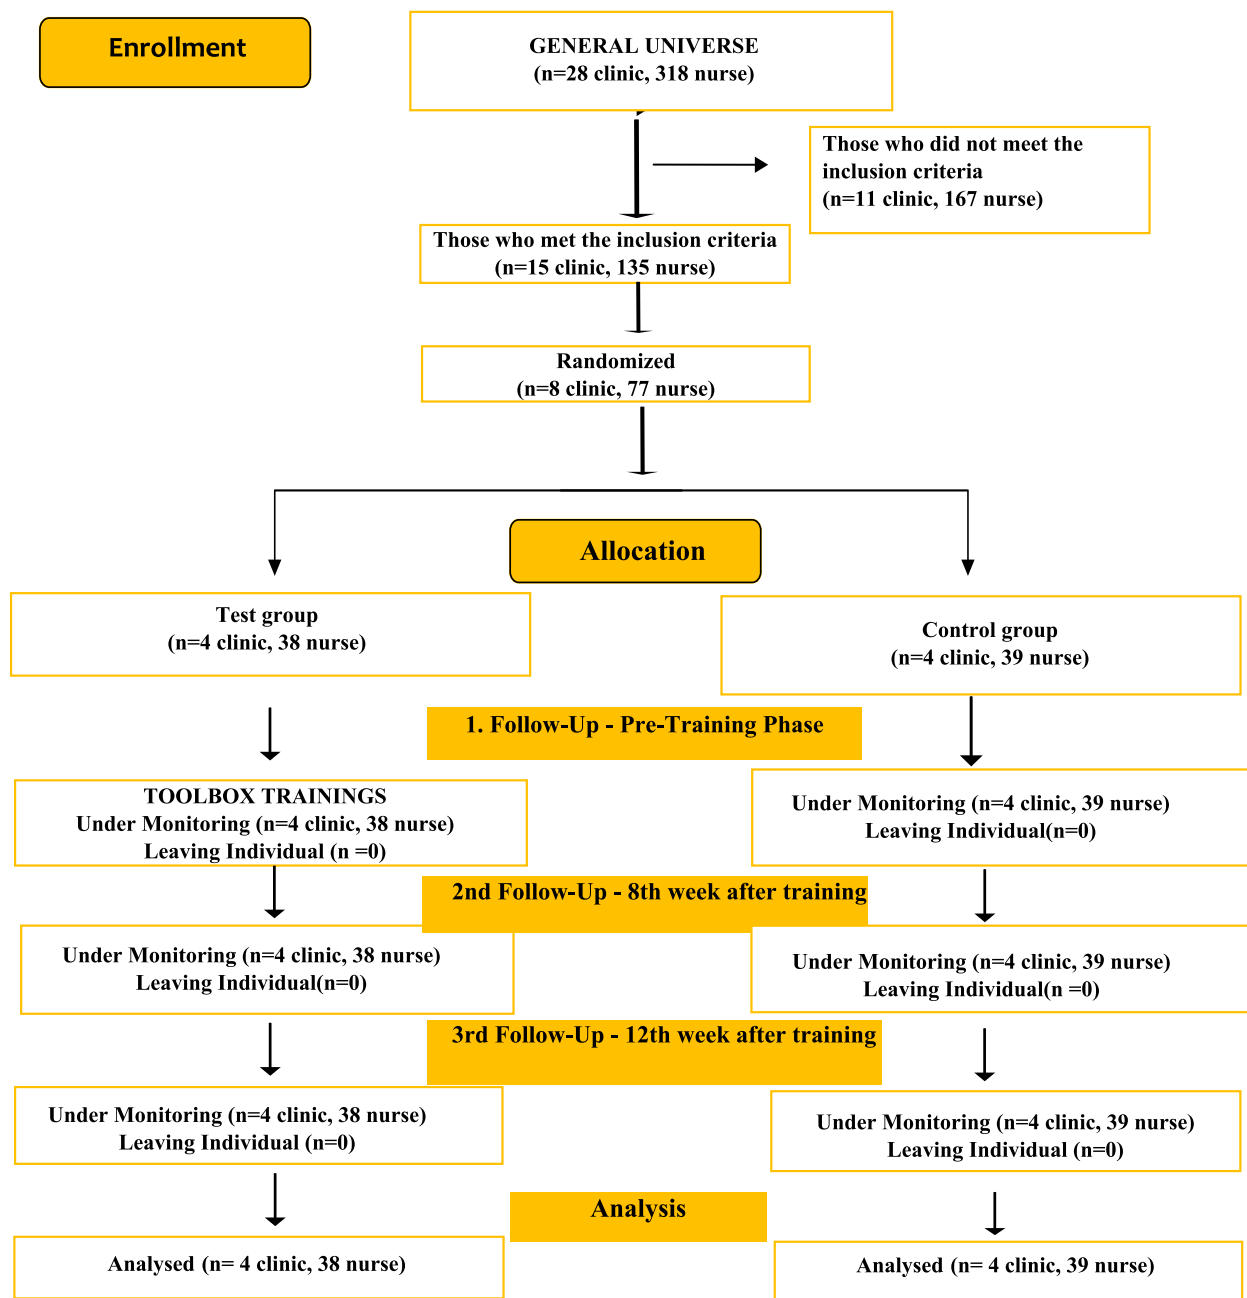 Enrollment
GENERAL UNIVERSE
(n=28 clinic, 318 nurse)
Those who did not meet the
inclusion criteria
(n=11 clinic, 167 nurse)
Those who met the inclusion criteria
(n=15 clinic, 135 nurse)
Randomized
(n=8 clinic, 77 nurse)
Allocation
Test group
(n=4 clinic, 38 nurse)
Control group
(n=4 clinic, 39 nurse)
1. Follow-Up - Pre-Training Phase
TOOLBOX TRAININGS
Under Monitoring (n=4 clinic, 38 nurse)
Leaving Individual (n =0)
Under Monitoring (n=4 clinic, 39 nurse)
Leaving Individual(n=0)
2nd Follow-Up - 8th week after training
Under Monitoring (n=4 clinic, 38 nurse)
Leaving Individual(n=0)
Under Monitoring (n=4 clinic, 39 nurse)
Leaving Individual(n =0)
3rd Follow-Up - 12th week after training
Under Monitoring (n=4 clinic, 38 nurse)
Leaving Individual (n=0)
Under Monitoring (n=4 clinic, 39 nurse)
Leaving Individual (n=0)
Analysis
Analysed (n= 4 clinic, 38 nurse)
Analysed (n= 4 clinic, 39 nurse)